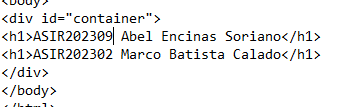 <body>
<div id="container">
<h1>ASIR202309 Abel Encinas Soriano</h1>
<h1>ASIR202302 Marco Batista Calado</h1>
</div>
</body>
</html>